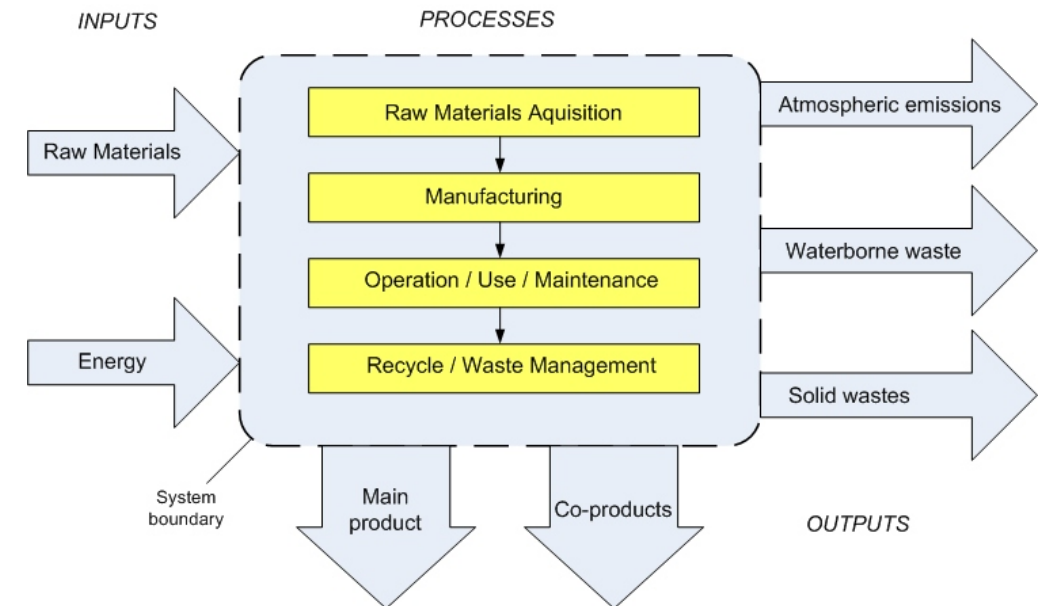 INPUTS
PROCESSES
Raw Materials
Energy
Raw Materials Aquisition
Manufacturing
Operation / Use / Maintenance
Recycle / Waste Management
Atmospheric emissions
Waterborne waste
Solid wastes
System
boundary
Main
product
Co-products
OUTPUTS